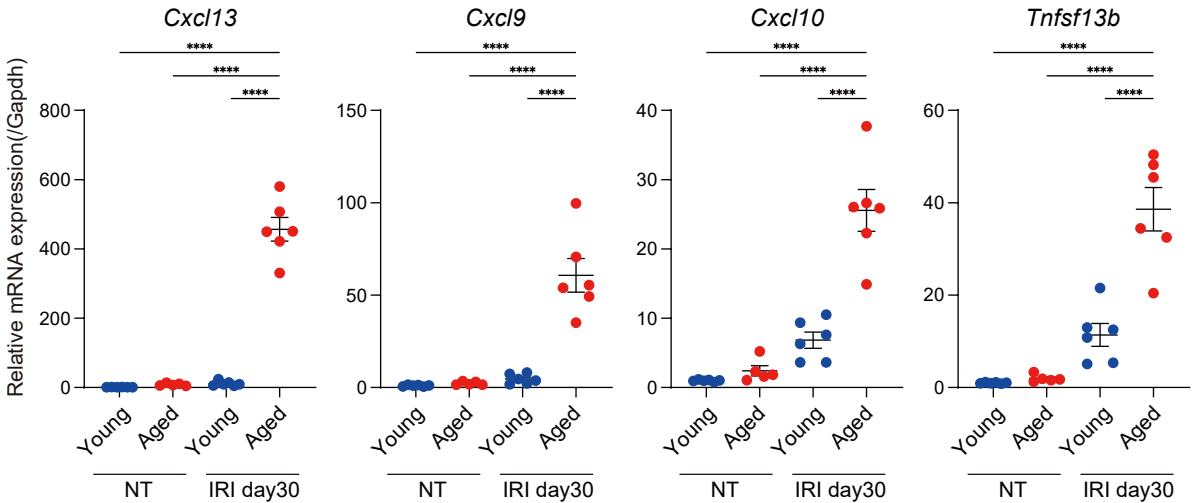 Cxcl13
Cxcl9
Cxcl10
Tnfsf13b
Relative mRNA expression(/Gapdh)
****
****
****
800
600
400
200
0
Young
Aged
Young
Aged
NT
IRI day30
****
****
****
150
100
50
0
Young
Aged
Young
Aged
NT
IRI day30
****
****
****
40
30
20
10
0
Young
Aged
Young
Aged
NT
IRI day30
****
****
****
60
40
20
0
Young
Aged
Young
Aged
NT
IRI day30